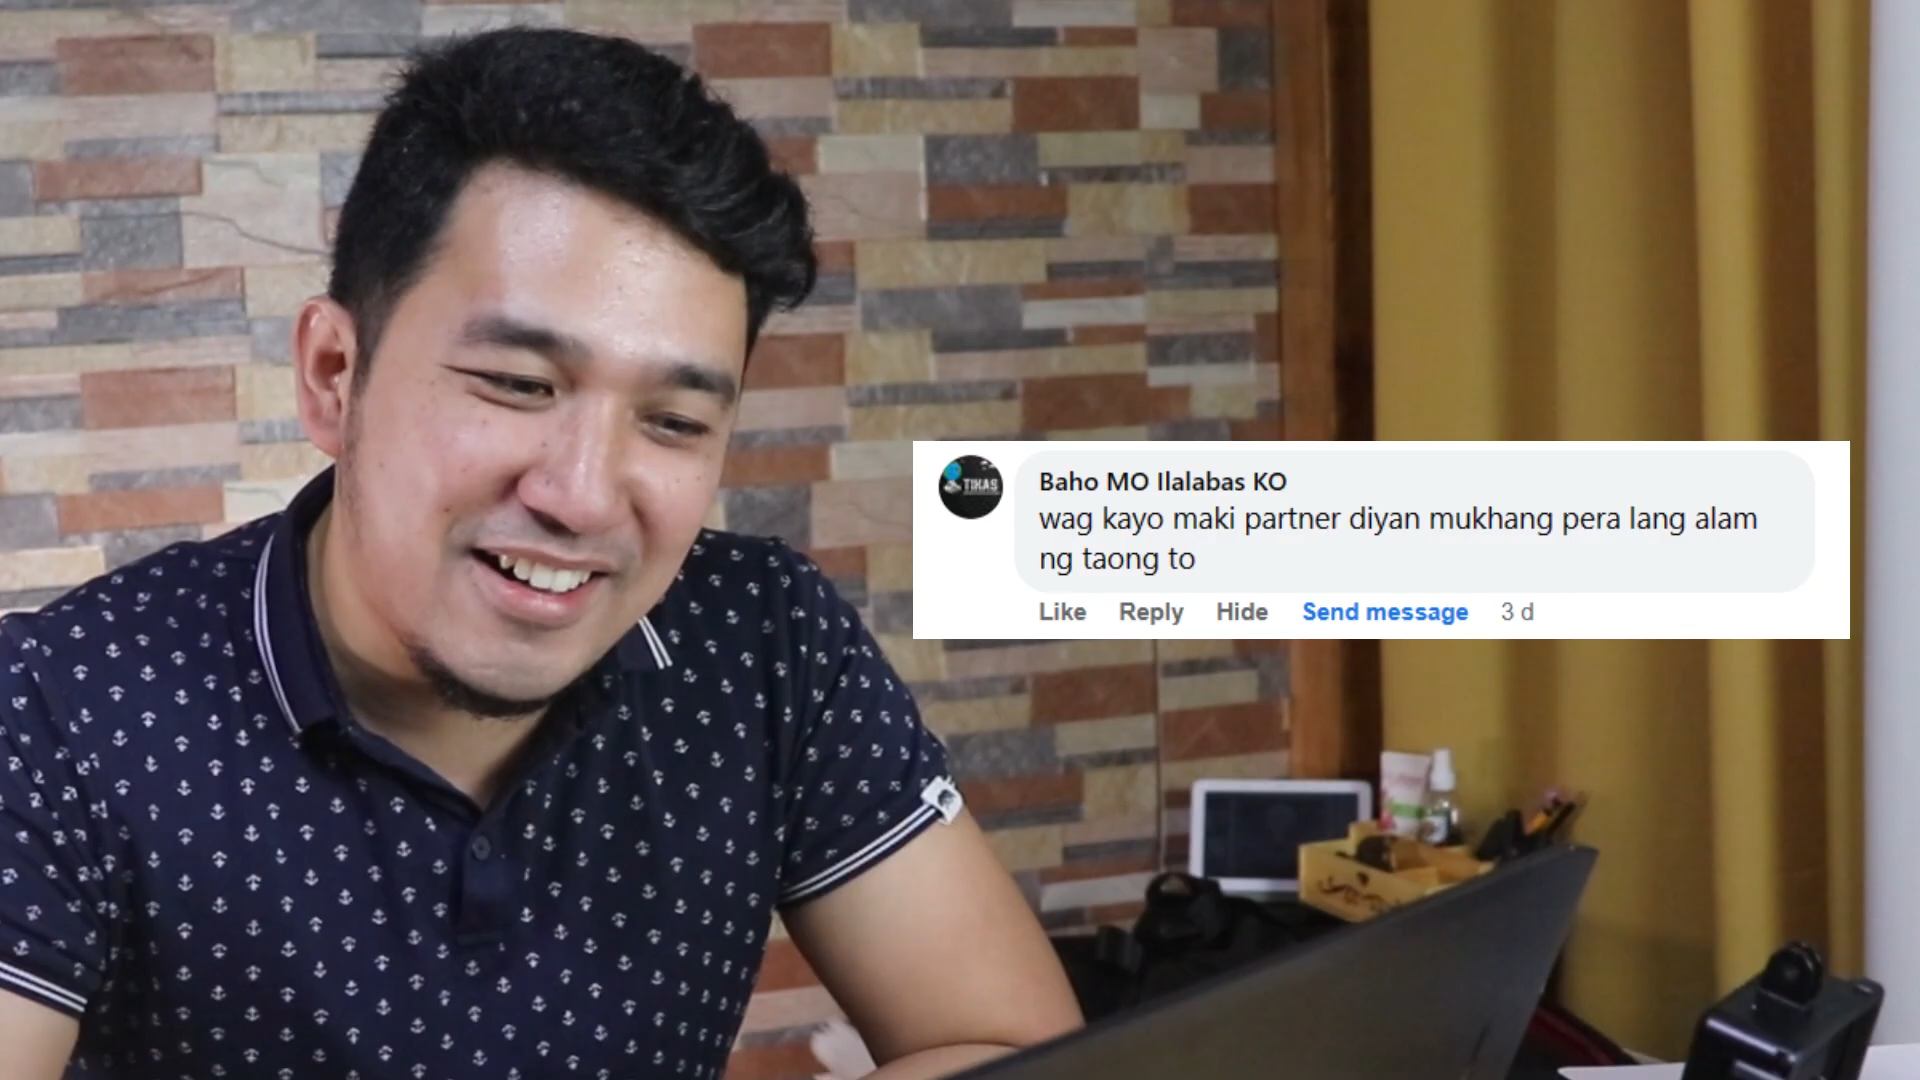 TIKAS
Baho MO Ilalabas KO
wag kayo maki partner diyan mukhang pera lang alam
ng taong to
Like Reply Hide Send message 3 d